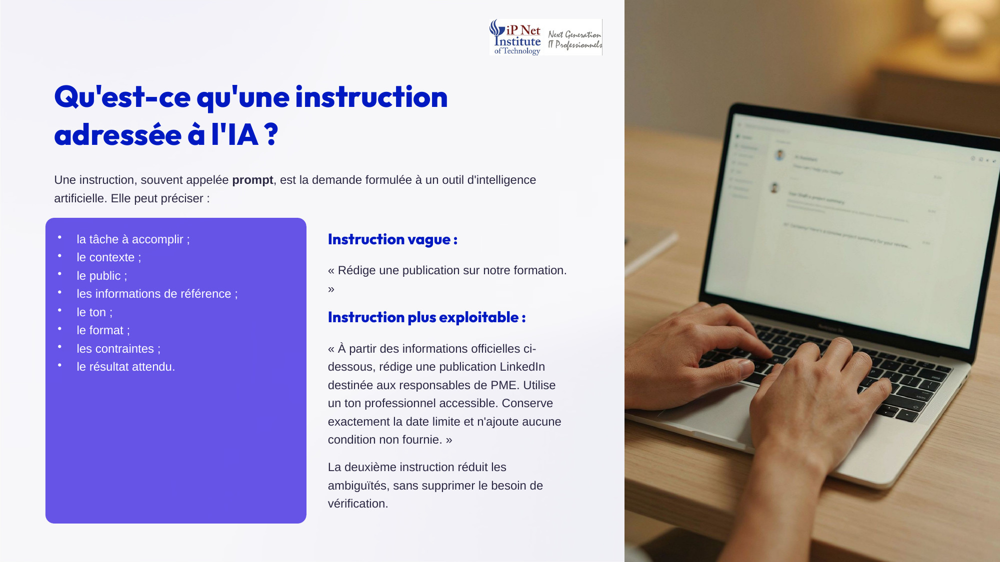 iP Net
Institute
of Technology
Next Generation
IT Professionnels
Qu'est-ce qu'une instruction
adressée à l'IA ?
Une instruction, souvent appelée prompt, est la demande formulée à un outil d'intelligence
artificielle. Elle peut préciser :
• la tâche à accomplir ;
• le contexte ;
• le public ;
• les informations de référence ;
• le ton ;
• le format ;
• les contraintes ;
• le résultat attendu.
Instruction vague :
« Rédige une publication sur notre formation.
»
Instruction plus exploitable :
« À partir des informations officielles ci-
dessous, rédige une publication LinkedIn
destinée aux responsables de PME. Utilise
un ton professionnel accessible. Conserve
exactement la date limite et n'ajoute aucune
condition non fournie. »
La deuxième instruction réduit les
ambiguïtés, sans supprimer le besoin de
vérification.